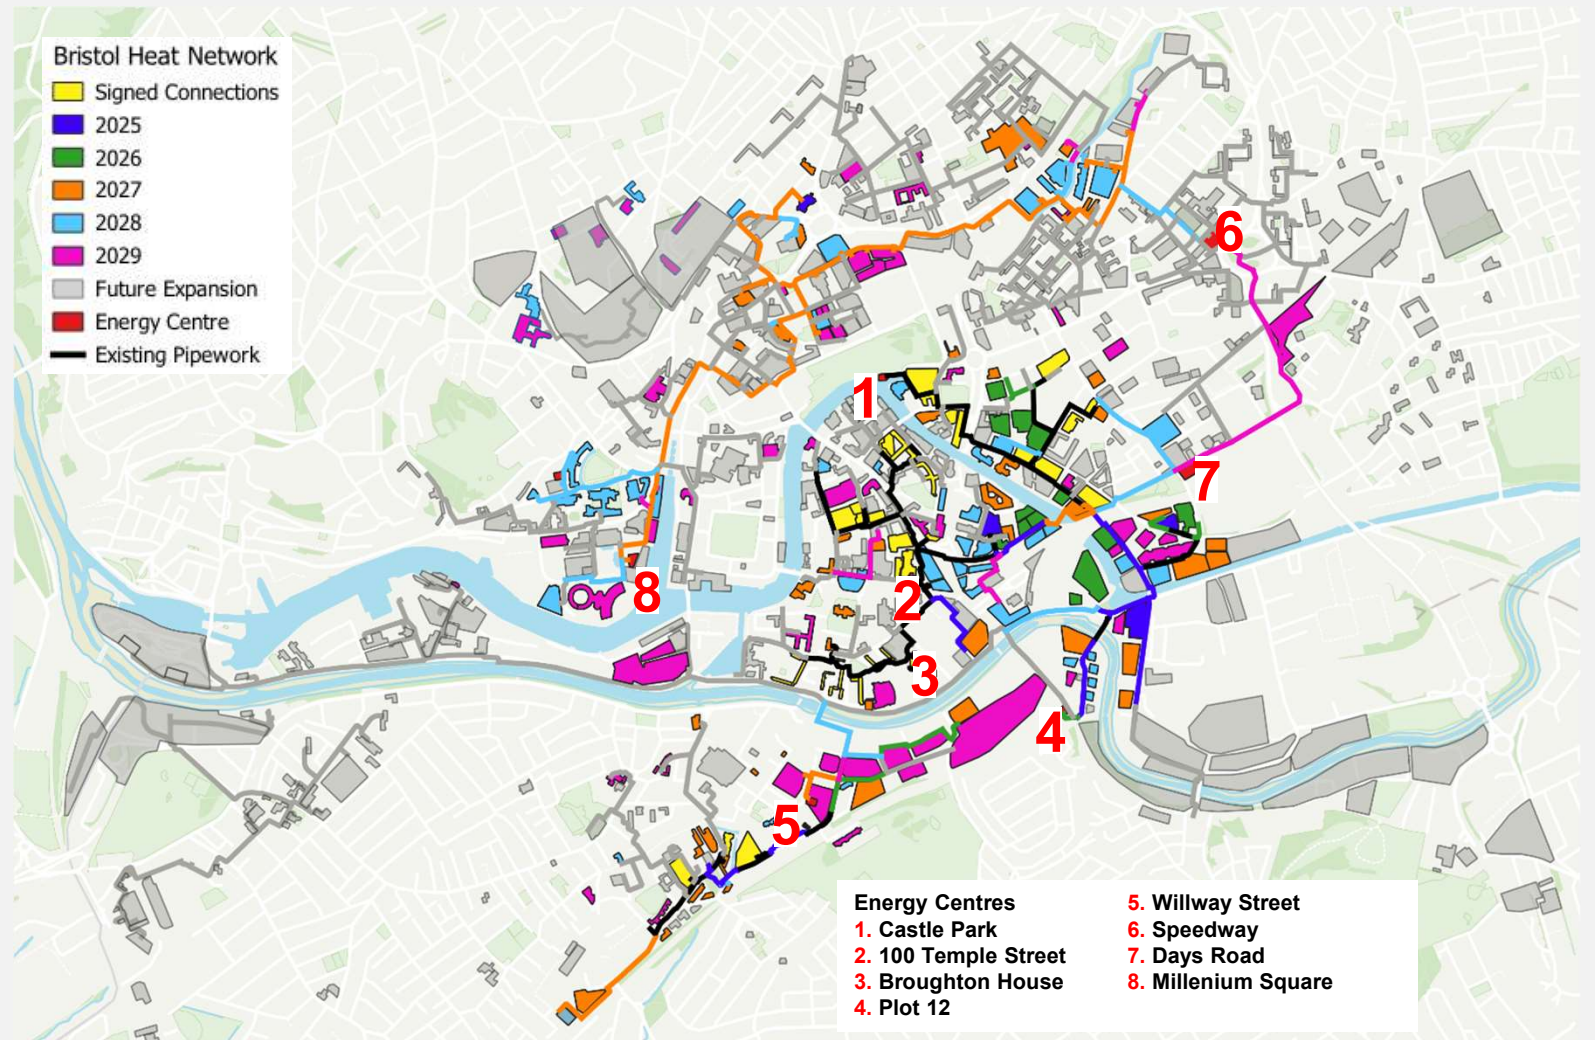 Bristol Heat Network
Signed Connections
2025
2026
2027
2028
2029
Future Expansion
Energy Centre
Existing Pipework
1
2
3
4
5
6
7
8
Energy Centres
1. Castle Park
2. 100 Temple Street
3. Broughton House
4. Plot 12
5. Willway Street
6. Speedway
7. Days Road
8. Millenium Square